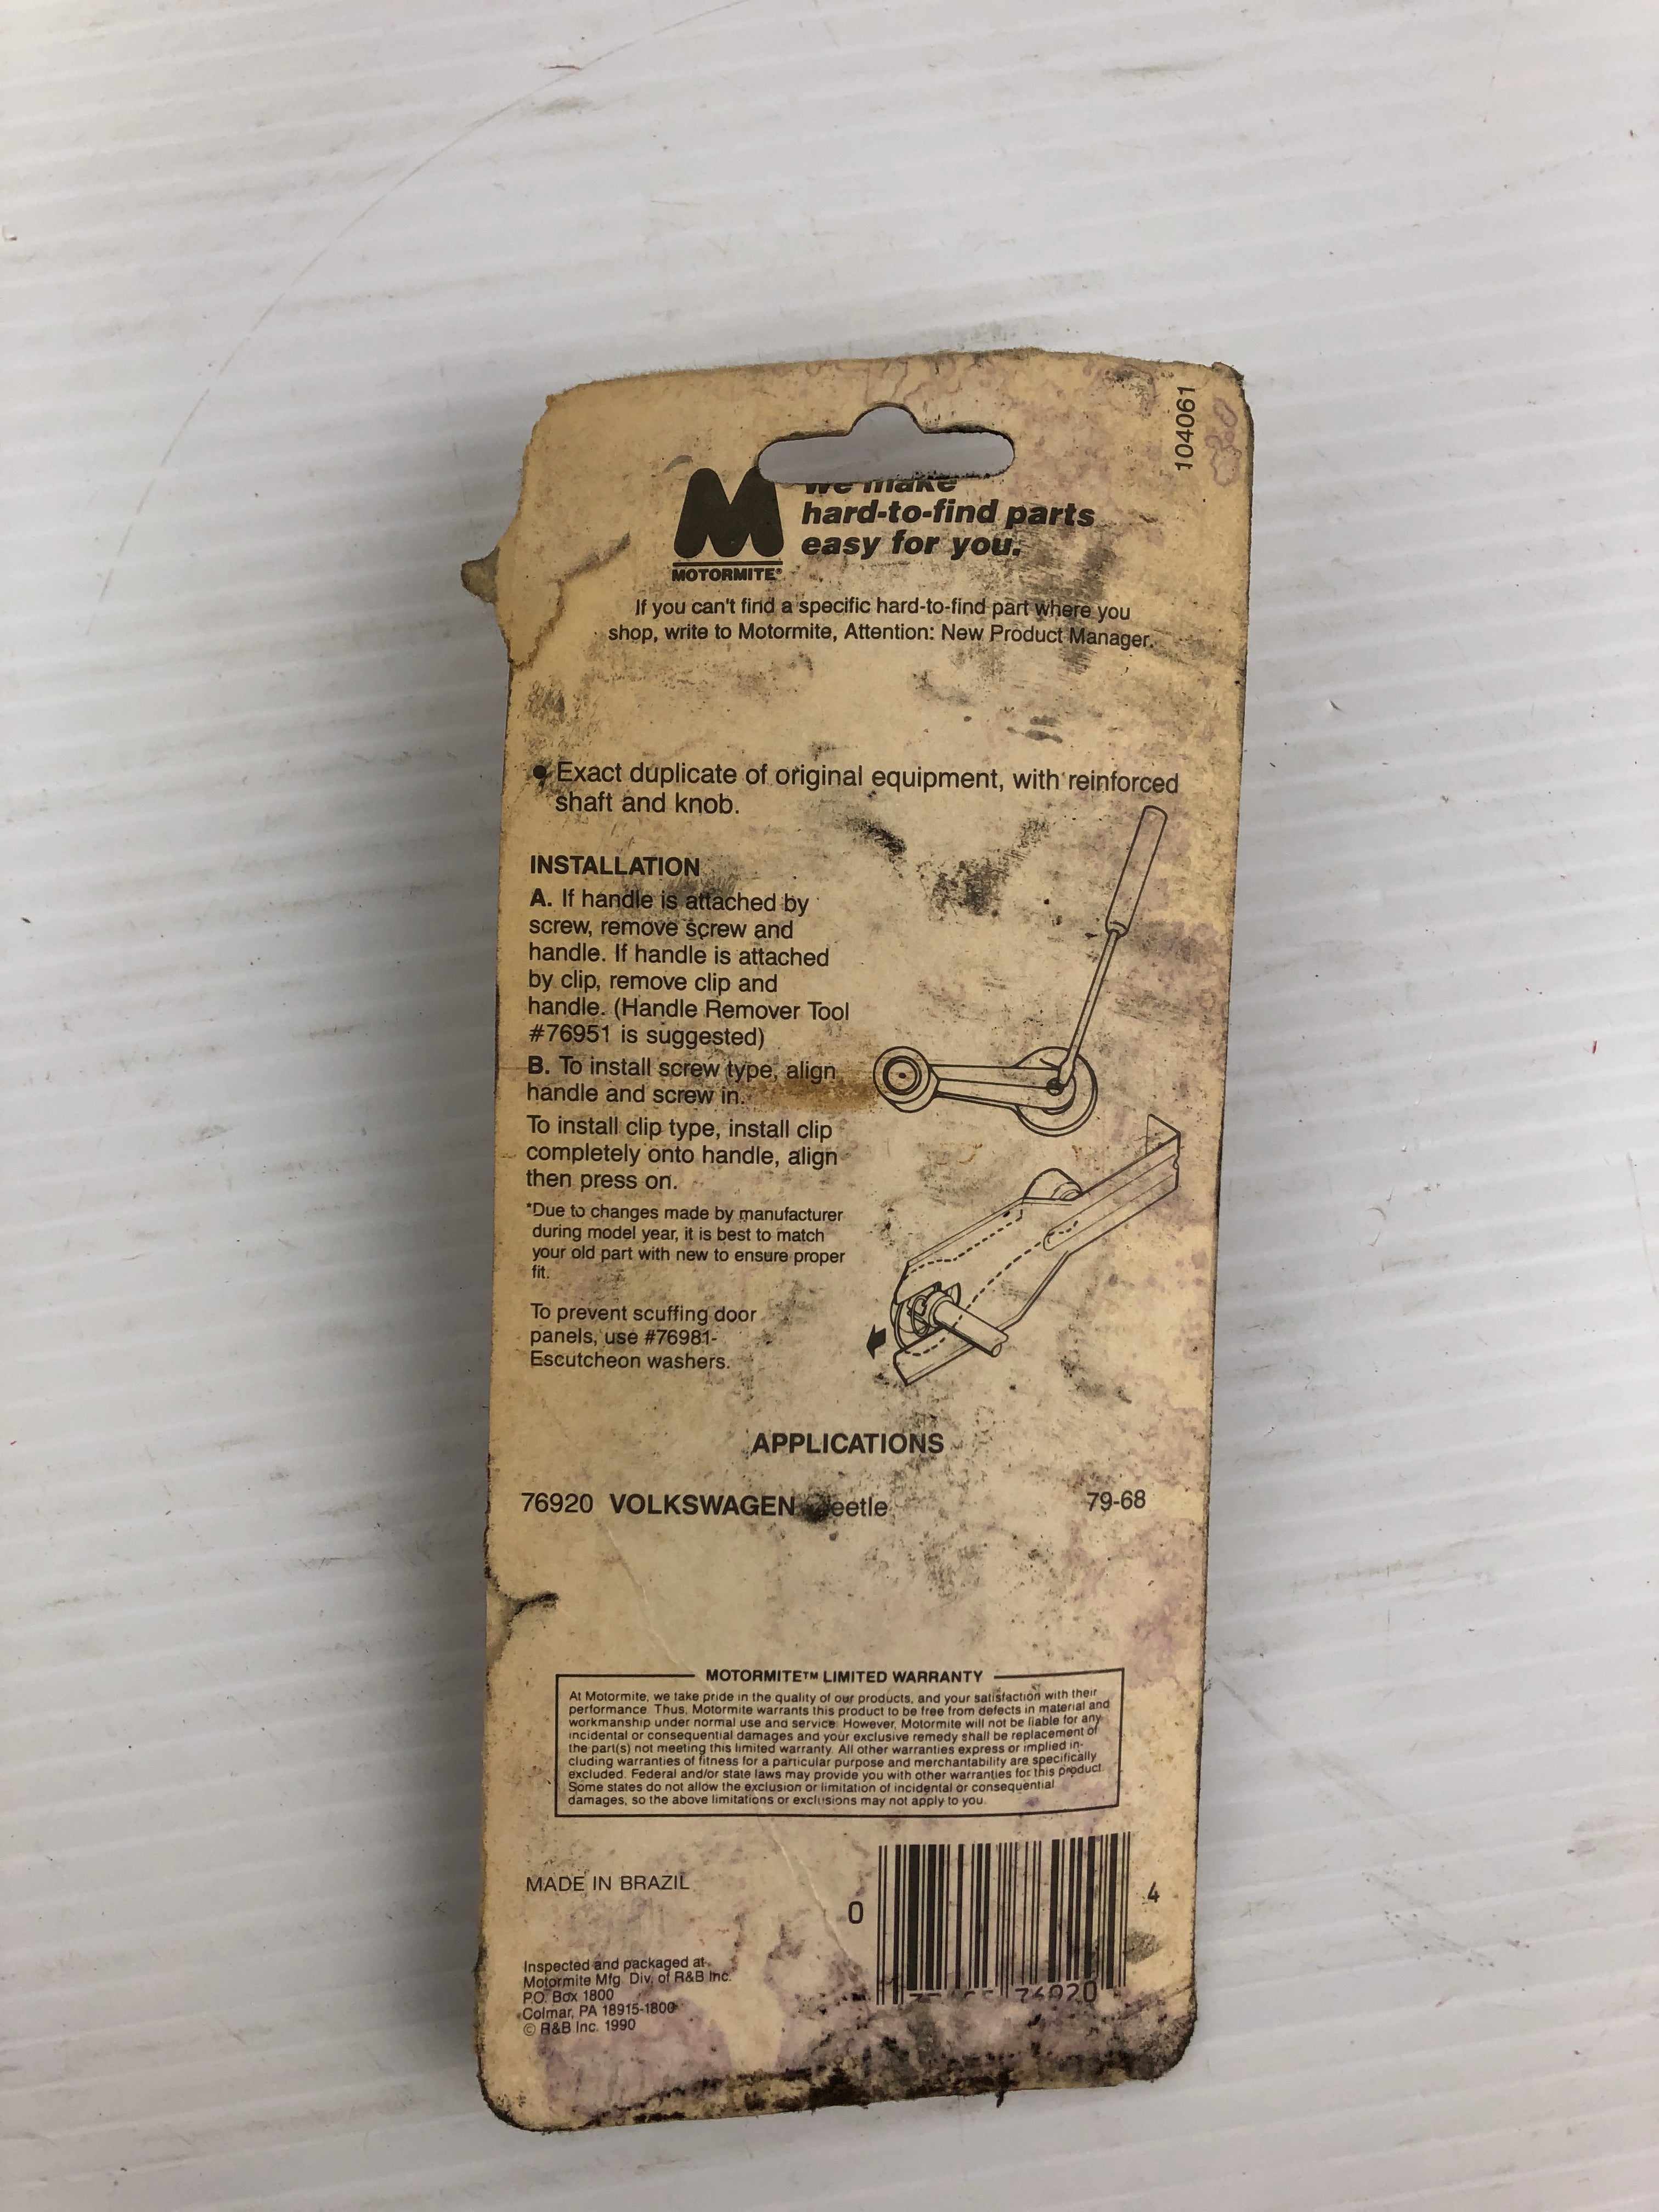 104061
We make
hard-to-find parts
easy for you.
MOTORMITE®
If you can't find a specific hard-to-find part where you
shop, write to Motormite, Attention: New Product Manager.
• Exact duplicate of original equipment, with reinforced
shaft and knob.
INSTALLATION
A. If handle is attached by
screw, remove screw and
handle. If handle is attached
by clip, remove clip and
handle. (Handle Remover Tool
#76951 is suggested)
B. To install screw type, align
handle and screw in.
To install clip type, install clip
completely onto handle, align
then press on.
*Due to changes made by manufacturer
during model year, it is best to match
your old part with new to ensure proper
fit.
To prevent scuffing door
panels, use #76981-
Escutcheon washers.
APPLICATIONS
76920 VOLKSWAGEN Beetle 79-68
MOTORMITE™ LIMITED WARRANTY
At Motormite, we take pride in the quality of our products, and your satisfaction with their
performance. Thus, Motormite warrants this product to be free from defects in material and
workmanship under normal use and service. However, Motormite will not be liable for any
incidental or consequential damages and your exclusive remedy shall be replacement of
the part(s) not meeting this limited warranty. All other warranties express or implied in-
cluding warranties of fitness for a particular purpose and merchantability are specifically
excluded. Federal and/or state laws may provide you with other warranties for this product.
Some states do not allow the exclusion or limitation of incidental or consequential
damages, so the above limitations or exclusions may not apply to you.
MADE IN BRAZIL
0 4
76920
Inspected and packaged at
Motormite Mfg. Div. of R&B Inc.
P.O. Box 1800
Colmar, PA 18915-1800
© R&B Inc. 1990